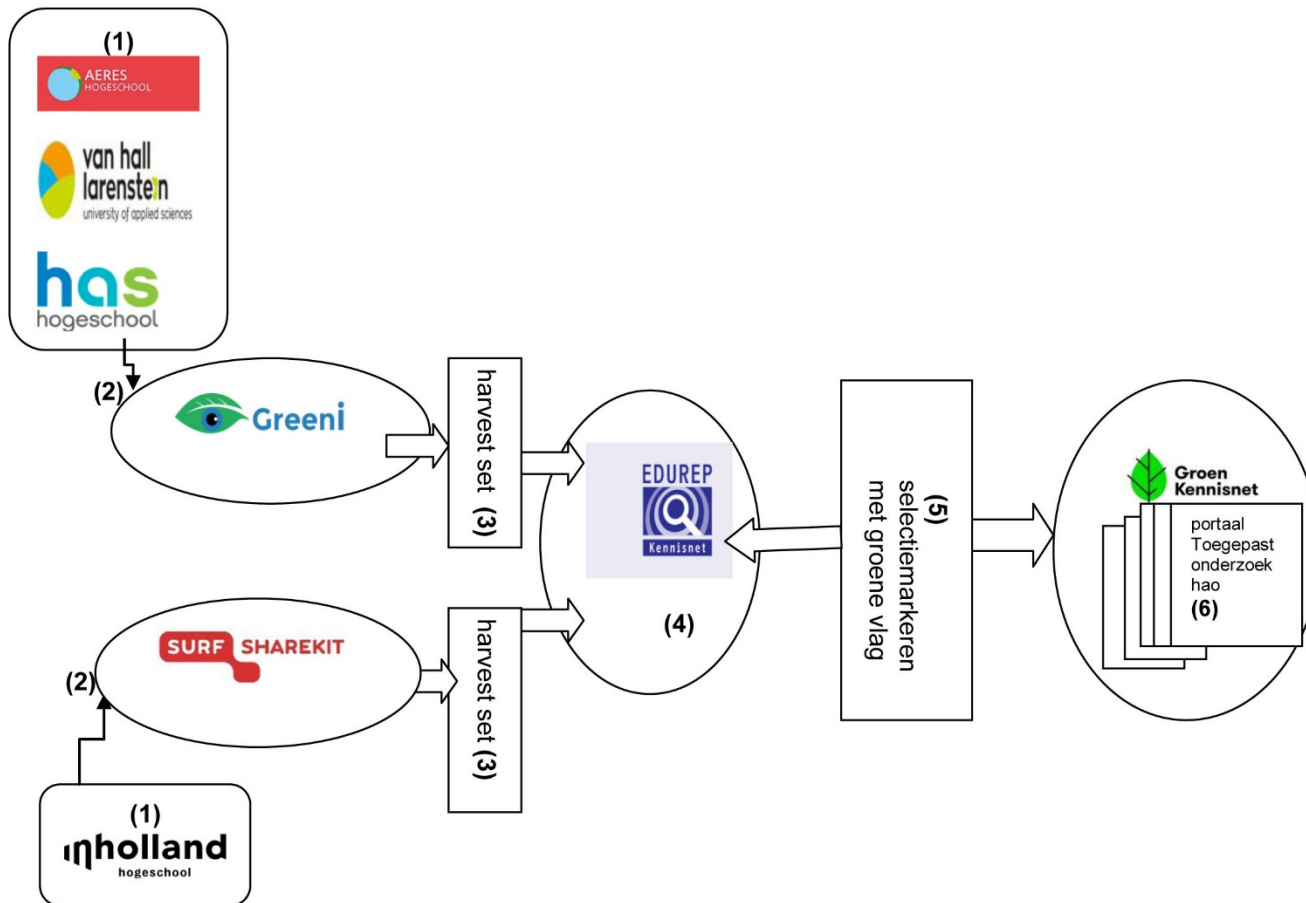 (1)
AERES
HOGESCHOOL
van hall
larenstein
university of applied sciences
has
hogeschool
(2)
Greeni
harvest set (3)
EDUREP
Kennisnet
(4)
(5)
selectiemarkeren
met groene vlag
Groen
Kennisnet
portaal
Toegepast
onderzoek
hao
(6)
SURF SHAREKIT
(2)
harvest set (3)
(1)
inholland
hogeschool